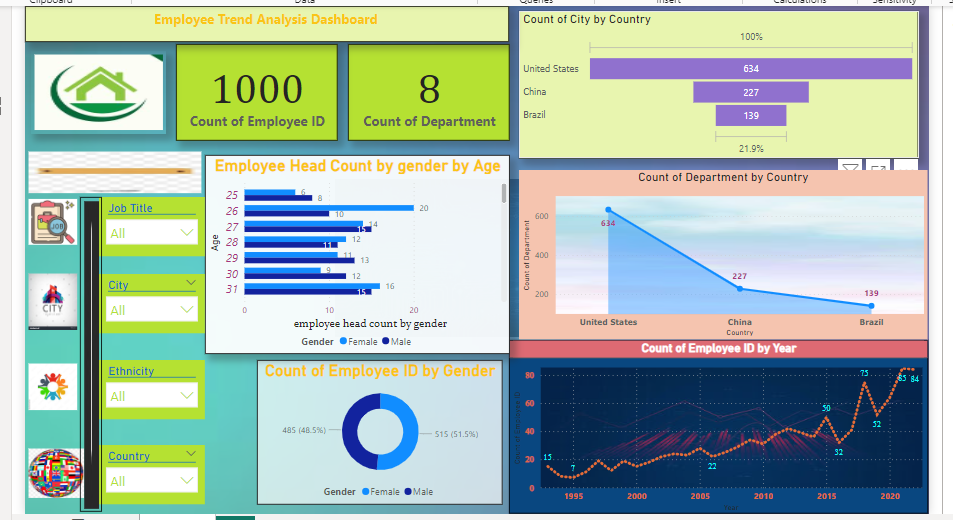 Clipboard
Data
Queries
Insert
Calculations
Sensitivity
Employee Trend Analysis Dashboard
1000
Count of Employee ID
8
Count of Department
Count of City by Country
100%
United States
634
China
227
Brazil
139
21.9%
Job Title
All
City
All
Ethnicity
All
Country
All
JOB
CITY
Employee Head Count by gender by Age
Age
25
6
8
26
20
10
27
14
15
28
12
11
29
11
13
30
9
12
31
16
15
0
10
20
employee head count by gender
Gender
Female
Male
Count of Department by Country
Count of Department
600
400
200
634
227
139
United States
China
Brazil
Country
Count of Employee ID by Gender
485 (48.5%)
515 (51.5%)
Gender
Female
Male
Count of Employee ID by Year
80
60
40
20
0
15
7
22
50
32
75
52
85
84
1995
2000
2005
2010
2015
2020
Year